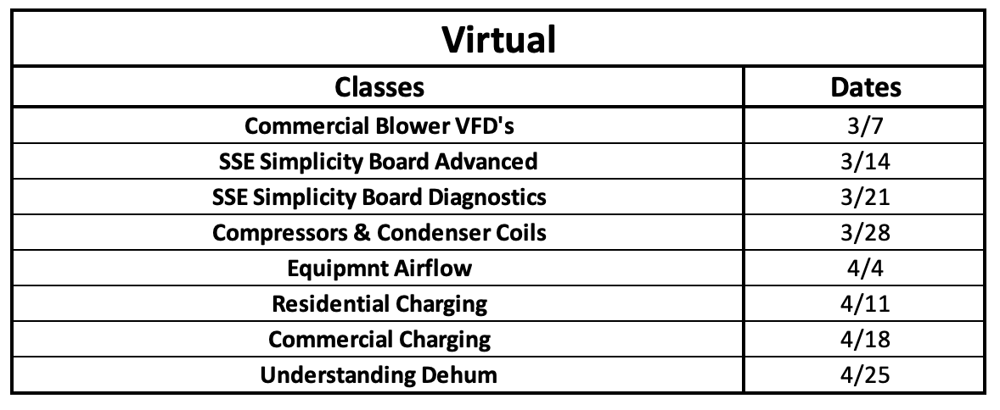 Virtual
Classes Dates
Commercial Blower VFD's 3/7
SSE Simplicity Board Advanced 3/14
SSE Simplicity Board Diagnostics 3/21
Compressors & Condenser Coils 3/28
Equipmnt Airflow 4/4
Residential Charging 4/11
Commercial Charging 4/18
Understanding Dehum 4/25